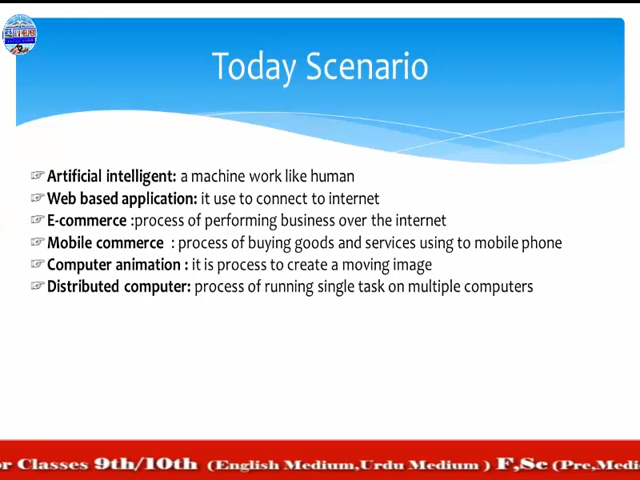 Today Scenario
Artificial intelligent: a machine work like human
Web based application: it use to connect to internet
E-commerce :process of performing business over the internet
Mobile commerce : process of buying goods and services using to mobile phone
Computer animation : it is process to create a moving image
Distributed computer: process of running single task on multiple computers
or Classes 9th/10th (English Medium,Urdu Medium ) F,Sc (Pre,Medi